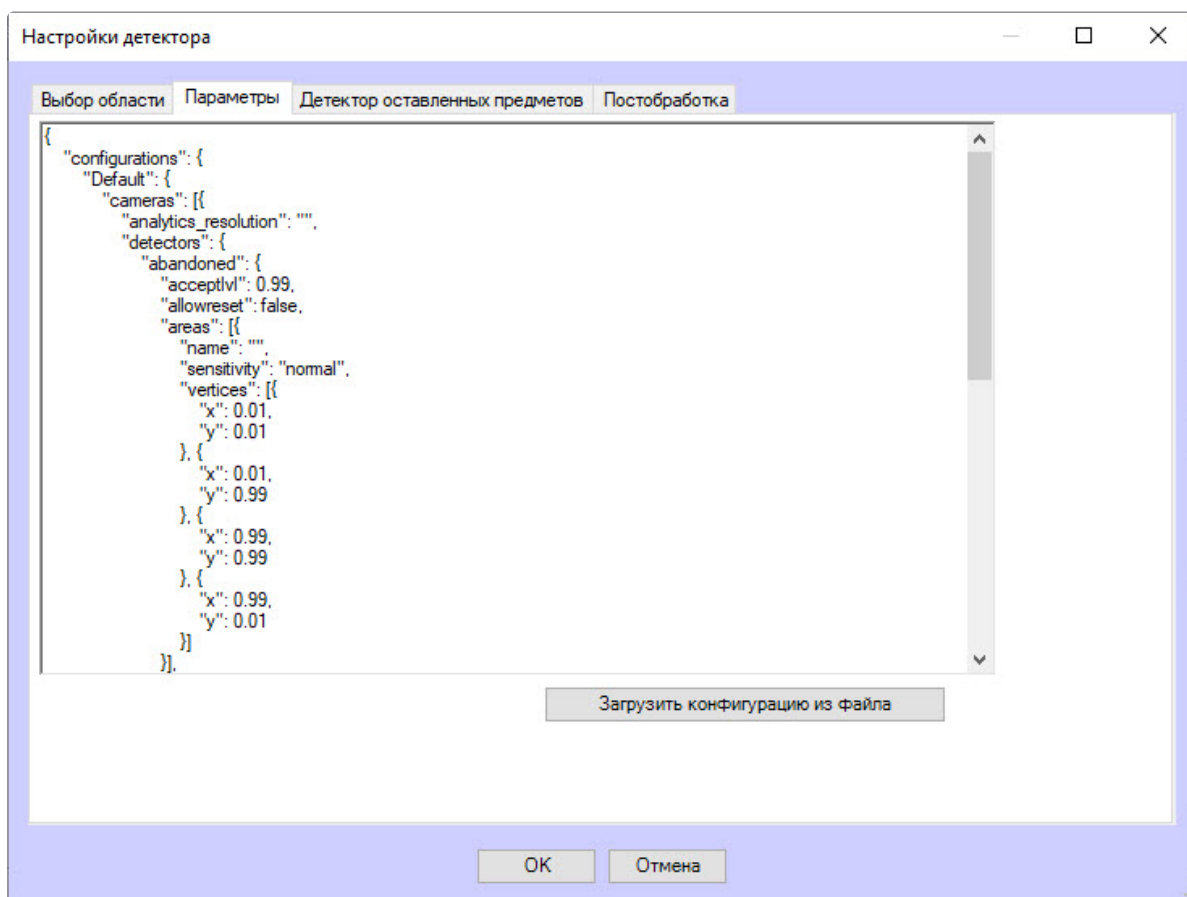 Настройки детектора
Выбор области Параметры Детектор оставленных предметов Постобработка
{
"configurations": {
"Default": {
"cameras": [{
"analytics_resolution": "",
"detectors": {
"abandoned": {
"acceptlvl": 0.99,
"allowreset": false,
"areas": [{
"name": "",
"sensitivity": "normal",
"vertices": [{
"x": 0.01,
"y": 0.01
}, {
"x": 0.01,
"y": 0.99
}, {
"x": 0.99,
"y": 0.99
}, {
"x": 0.99,
"y": 0.01
}]
}],
Загрузить конфигурацию из файла
OK Отмена